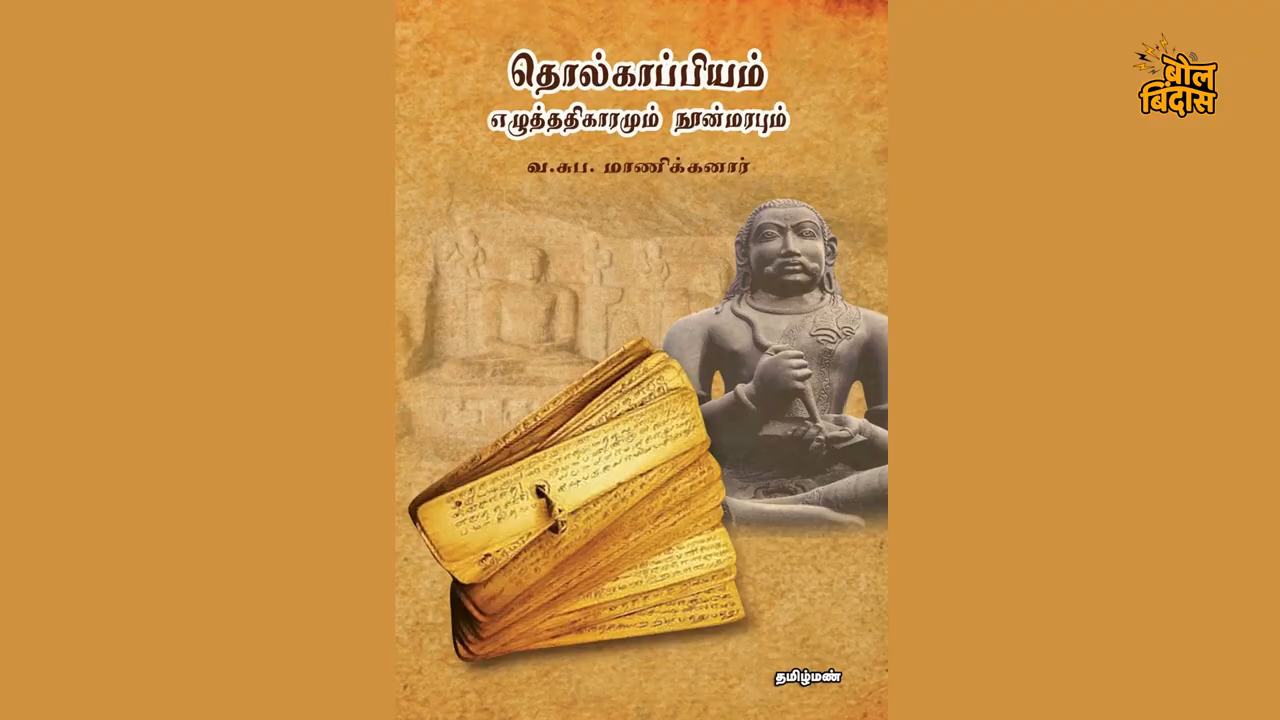 தொல்காப்பியம்
எழுத்ததிகாரமும் நூன்மரபும்
வ.சுப. மாணிக்கனார்
தமிழ்மண்
बोल
बिंदास